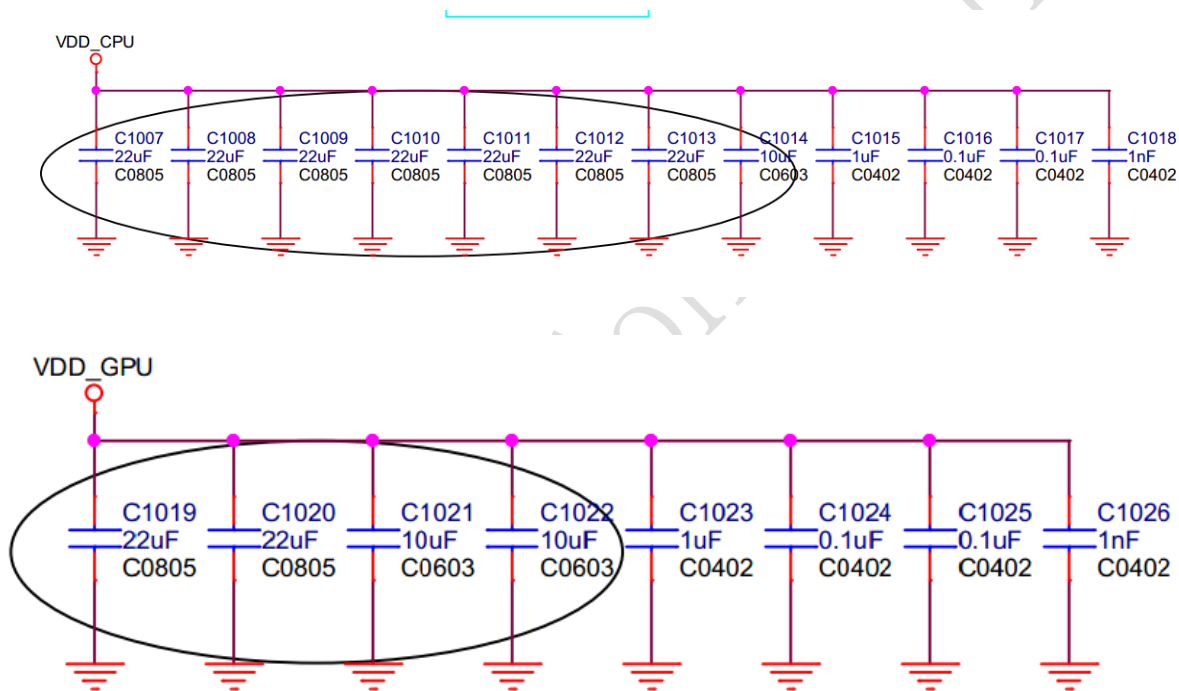 VDD_CPU
C1007 C1008 C1009 C1010 C1011 C1012 C1013 C1014 C1015 C1016 C1017 C1018
22uF 22uF 22uF 22uF 22uF 22uF 22uF 10uF 1uF 0.1uF 0.1uF 1nF
C0805 C0805 C0805 C0805 C0805 C0805 C0805 C0603 C0402 C0402 C0402 C0402
VDD_GPU
C1019 C1020 C1021 C1022 C1023 C1024 C1025 C1026
22uF 22uF 10uF 10uF 1uF 0.1uF 0.1uF 1nF
C0805 C0805 C0603 C0603 C0402 C0402 C0402 C0402